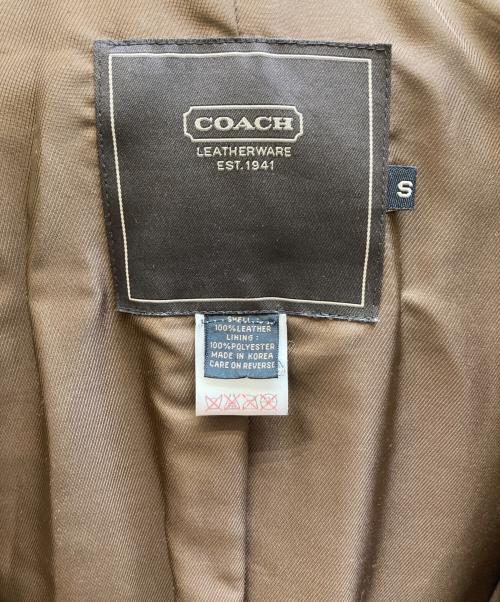 COACH
LEATHERWARE
EST. 1941
S
SHELL :
100%LEATHER
LINING :
100%POLYESTER
MADE IN KOREA
CARE ON REVERSE